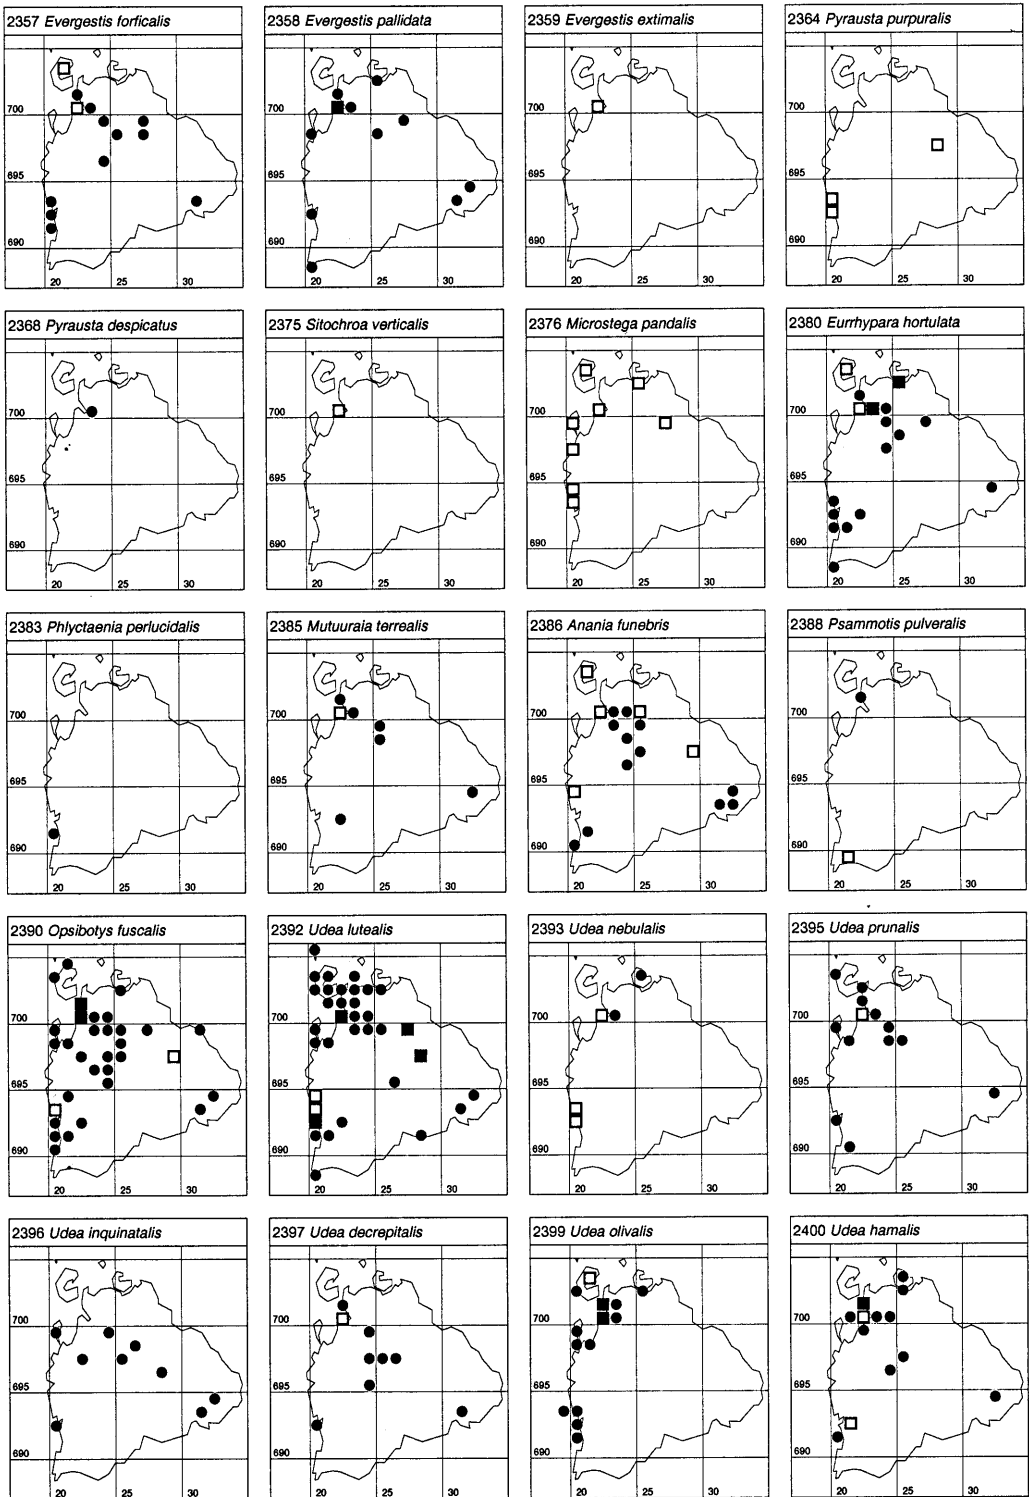 2357 Evergestis forficalis
700
695
690
20 25 30
2358 Evergestis pallidata
700
695
690
20 25 30
2359 Evergestis extimalis
700
695
690
20 25 30
2364 Pyrausta purpuralis
700
695
690
20 25 30
2368 Pyrausta despicatus
700
695
690
20 25 30
2375 Sitochroa verticalis
700
695
690
20 25 30
2376 Microstega pandalis
700
695
690
20 25 30
2380 Eurrhypara hortulata
700
695
690
20 25 30
2383 Phlyctaenia perlucidalis
700
695
690
20 25 30
2385 Mutuuraia terrealis
700
695
690
20 25 30
2386 Anania funebris
700
695
690
20 25 30
2388 Psammotis pulveralis
700
695
690
20 25 30
2390 Opsibotys fuscalis
700
695
690
20 25 30
2392 Udea lutealis
700
695
690
20 25 30
2393 Udea nebulalis
700
695
690
20 25 30
2395 Udea prunalis
700
695
690
20 25 30
2396 Udea inquinatalis
700
695
690
20 25 30
2397 Udea decrepitalis
700
695
690
20 25 30
2399 Udea olivalis
700
695
690
20 25 30
2400 Udea hamalis
700
695
690
20 25 30